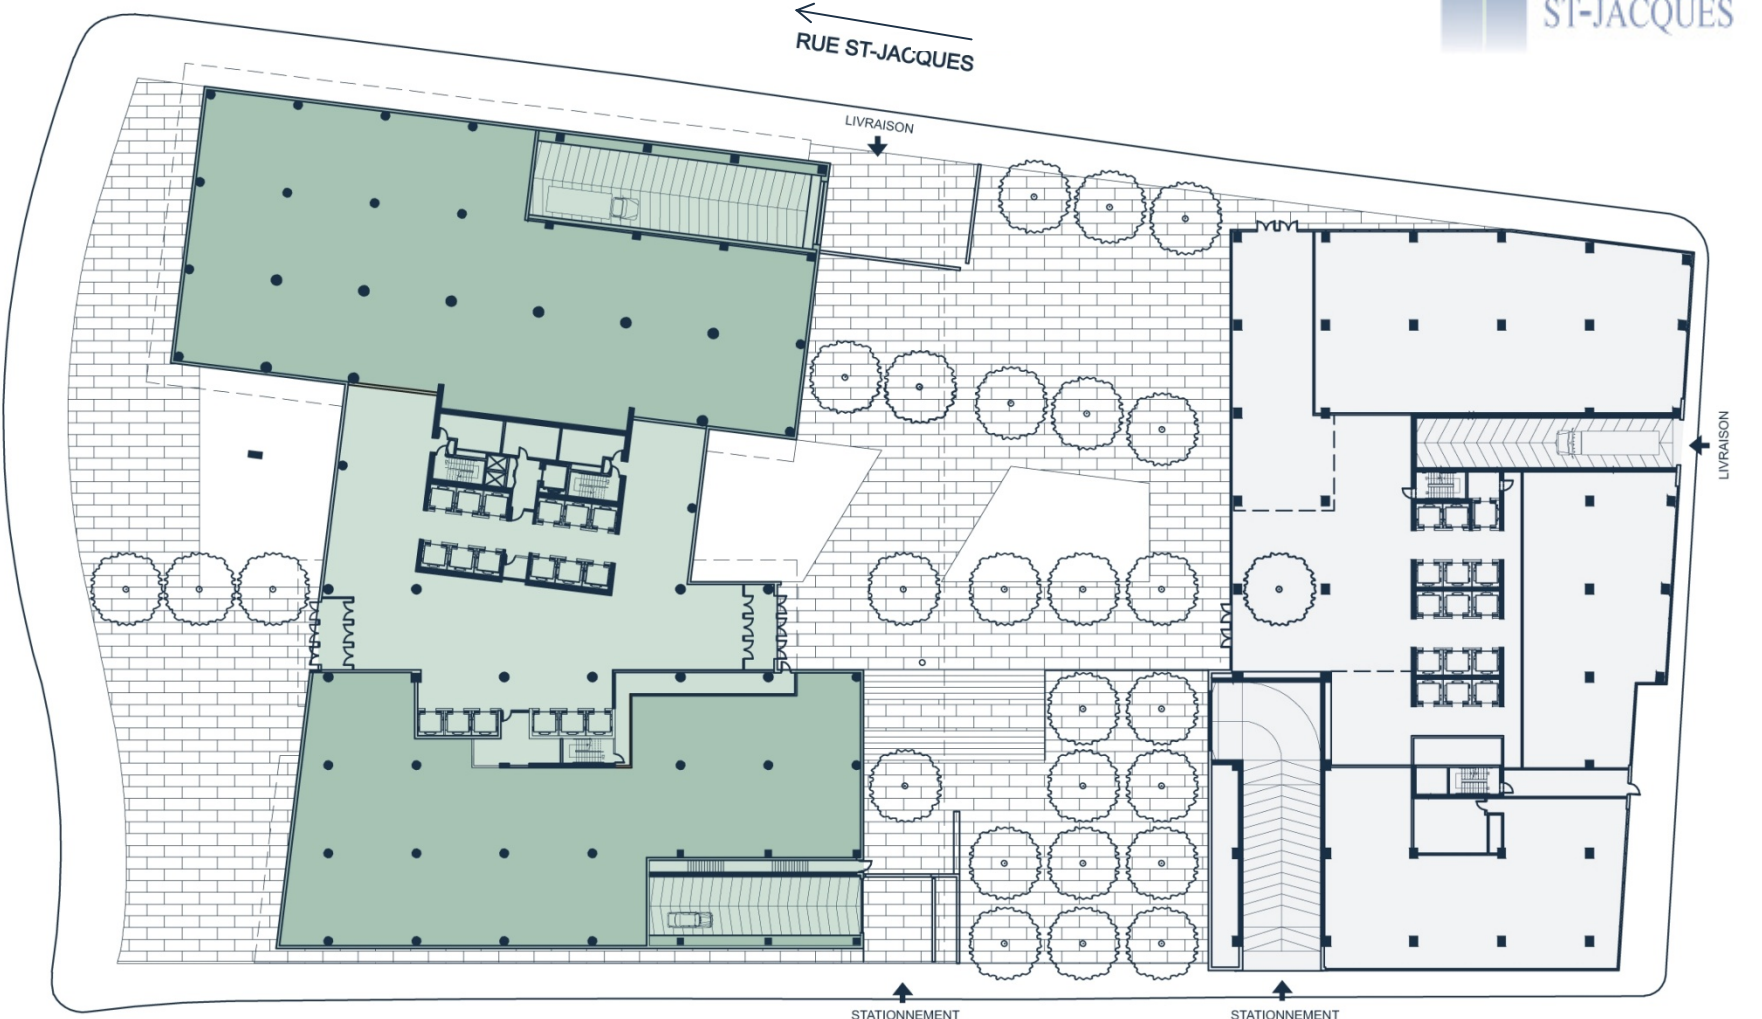 ST-JACQUES
RUE ST-JACQUES
LIVRAISON
LIVRAISON
STATIONNEMENT
STATIONNEMENT